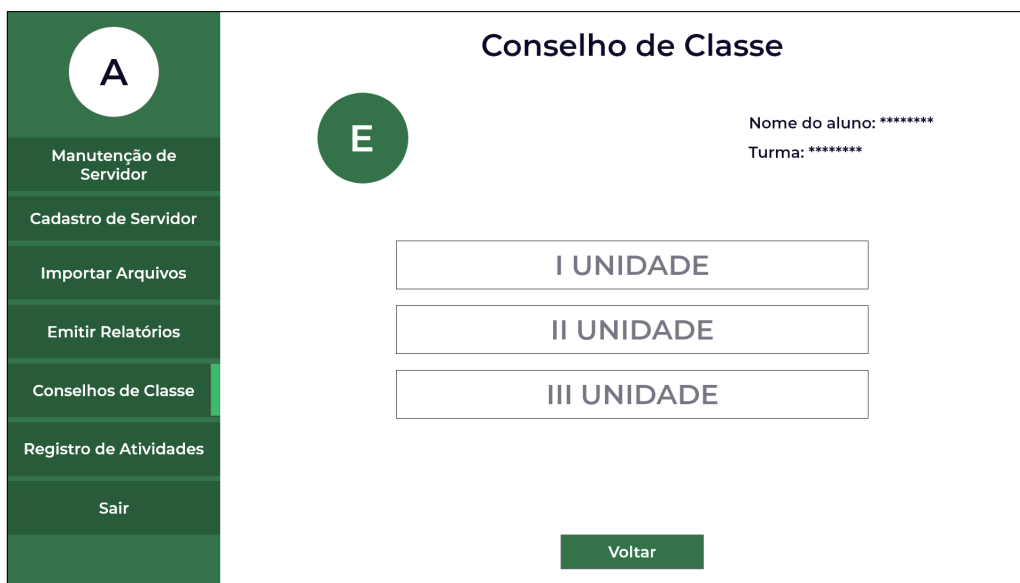 A
Manutenção de
Servidor
Cadastro de Servidor
Importar Arquivos
Emitir Relatórios
Conselhos de Classe
Registro de Atividades
Sair
Conselho de Classe
E
Nome do aluno: ********
Turma: ********
I UNIDADE
II UNIDADE
III UNIDADE
Voltar